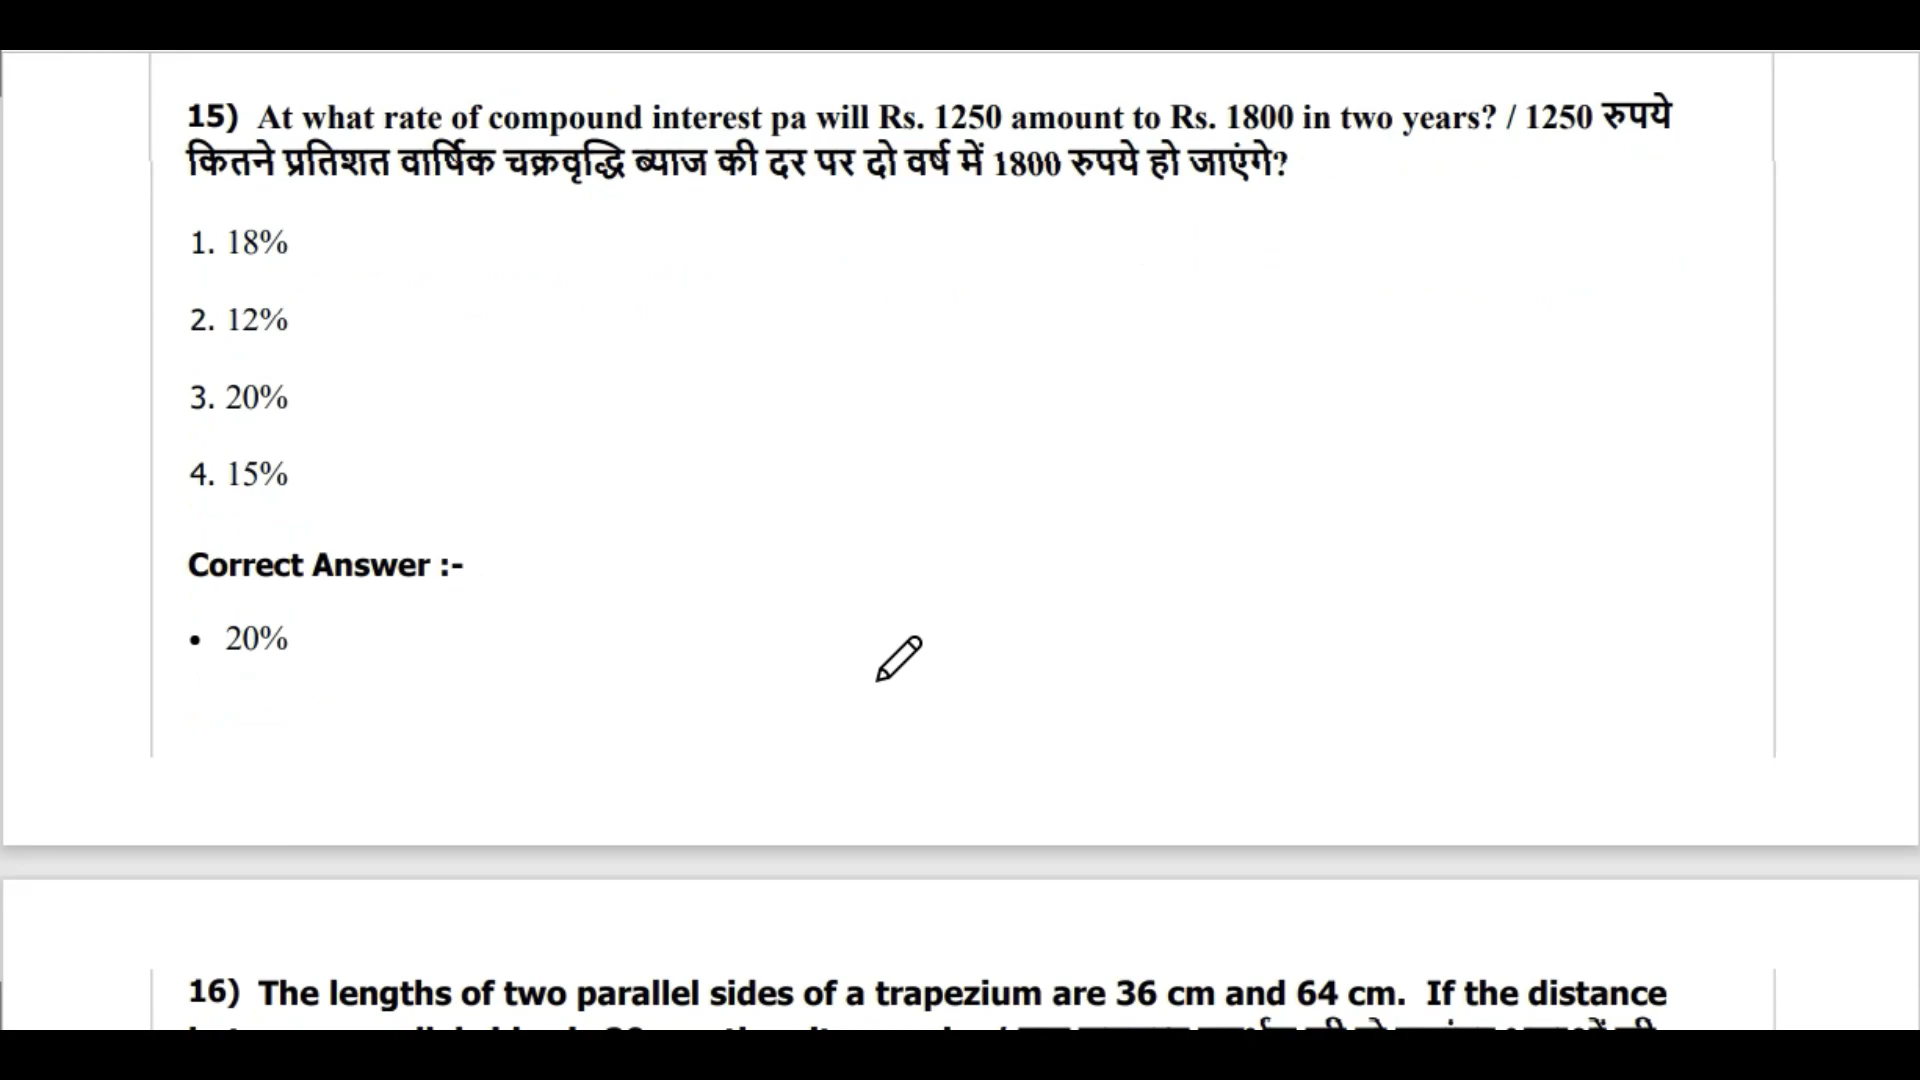 15) At what rate of compound interest pa will Rs. 1250 amount to Rs. 1800 in two years? / 1250 रुपये
कितने प्रतिशत वार्षिक चक्रवृद्धि ब्याज की दर पर दो वर्ष में 1800 रुपये हो जाएंगे?
1. 18%
2. 12%
3. 20%
4. 15%
Correct Answer :-
• 20%
16) The lengths of two parallel sides of a trapezium are 36 cm and 64 cm. If the distance